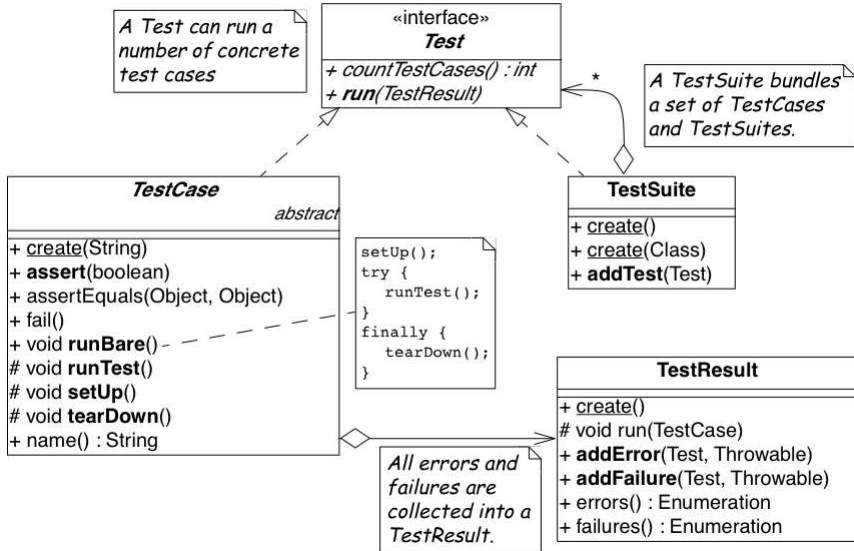 A Test can run a
number of concrete
test cases
«interface»
Test
+ countTestCases() : int
+ run(TestResult)
*
A TestSuite bundles
a set of TestCases
and TestSuites.
TestCase
abstract
+ create(String)
+ assert(boolean)
+ assertEquals(Object, Object)
+ fail()
+ void runBare()
# void runTest()
# void setUp()
# void tearDown()
+ name() : String
setUp();
try {
runTest();
}
finally {
tearDown();
}
TestSuite
+ create()
+ create(Class)
+ addTest(Test)
All errors and
failures are
collected into a
TestResult.
TestResult
+ create()
# void run(TestCase)
+ addError(Test, Throwable)
+ addFailure(Test, Throwable)
+ errors() : Enumeration
+ failures() : Enumeration